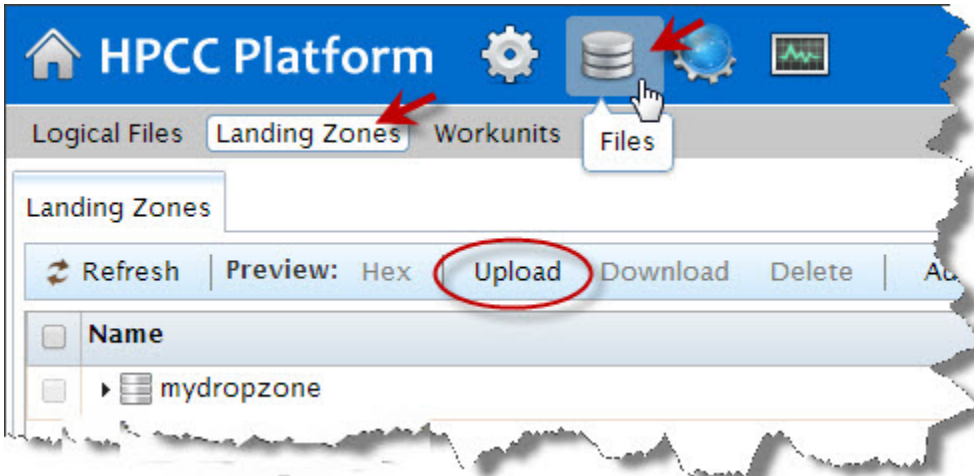 HPCC Platform
Logical Files Landing Zones Workunits Files
Landing Zones
Refresh Preview: Hex Upload Download Delete
Name
mydropzone